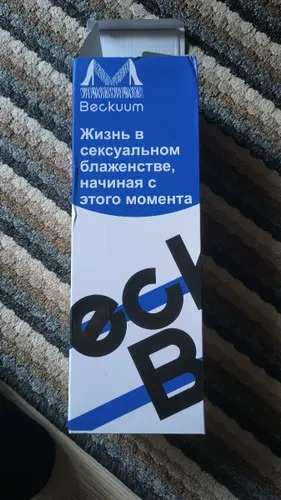 Beckuum
Жизнь в
сексуальном
блаженстве,
начиная с
этого момента